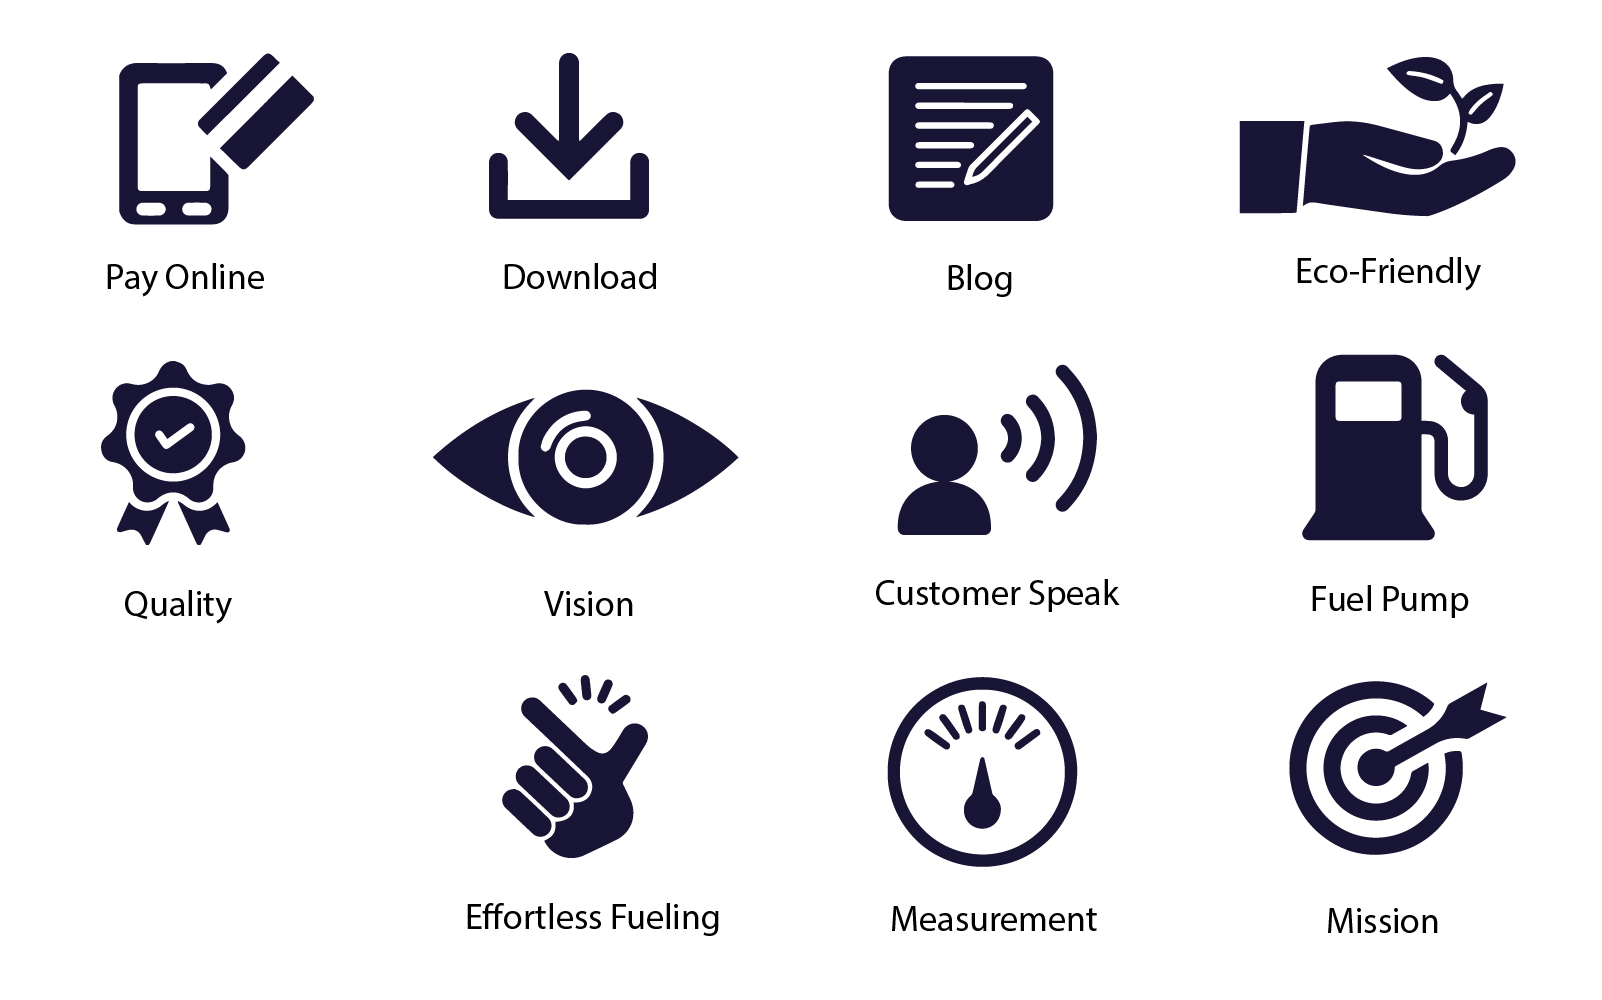 Pay Online
Download
Blog
Eco-Friendly
Quality
Vision
Customer Speak
Fuel Pump
Effortless Fueling
Measurement
Mission